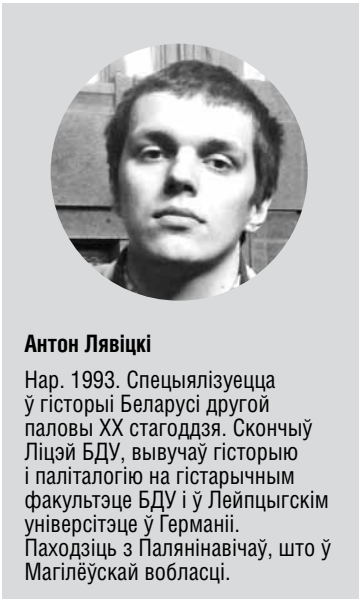 Антон Лявіцкі
Нар. 1993. Спецыялізуецца
ў гісторыі Беларусі другой
паловы XX стагоддзя. Скончыў
Ліцэй БДУ, вывучаў гісторыю
і паліталогію на гістарычным
факультэце БДУ і ў Лейпцыгскім
універсітэце ў Германіі.
Паходзіць з Палянінавічаў, што ў
Магілёўскай вобласці.